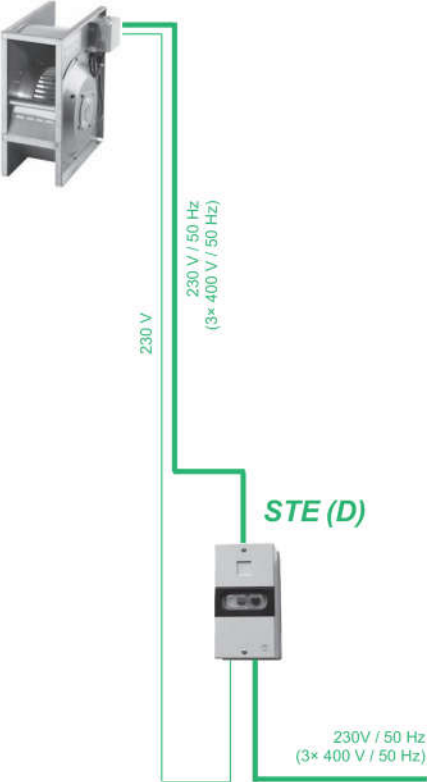 230 V / 50 Hz
(3× 400 V / 50 Hz)
230 V
STE (D)
230V / 50 Hz
(3× 400 V / 50 Hz)